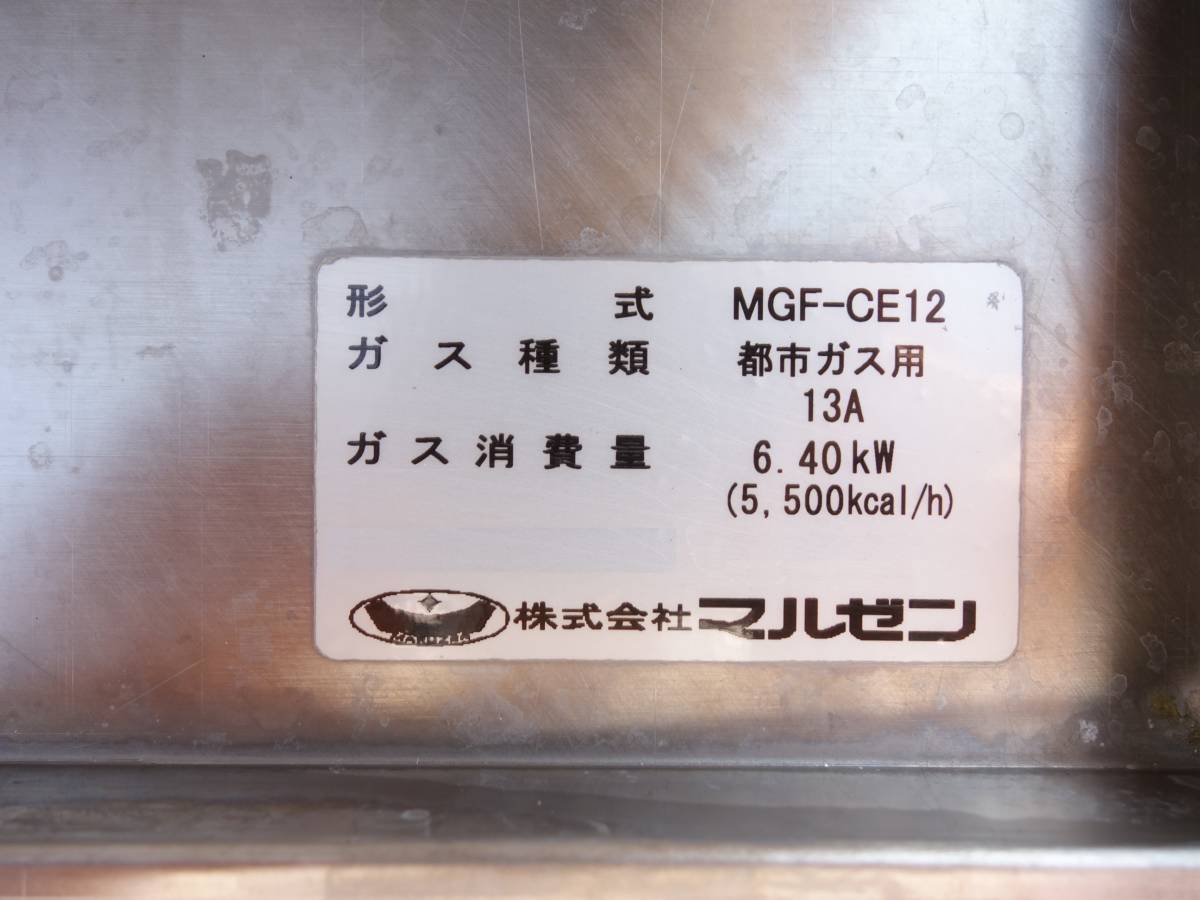 形式 MGF-CE12
ガス種類 都市ガス用
13A
ガス消費量 6.40kW
(5,500kcal/h)
MARUZEN 株式会社マルゼン